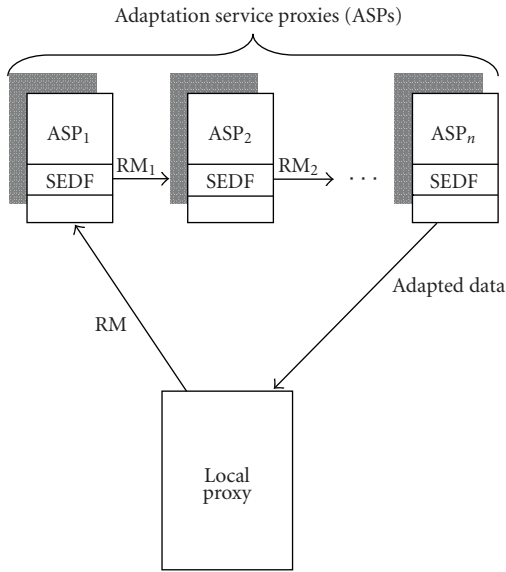 Adaptation service proxies (ASPs)
ASP₁
ASP₂
ASPₙ
SEDF
RM₁
SEDF
RM₂
· · ·
SEDF
Adapted data
RM
Local
proxy